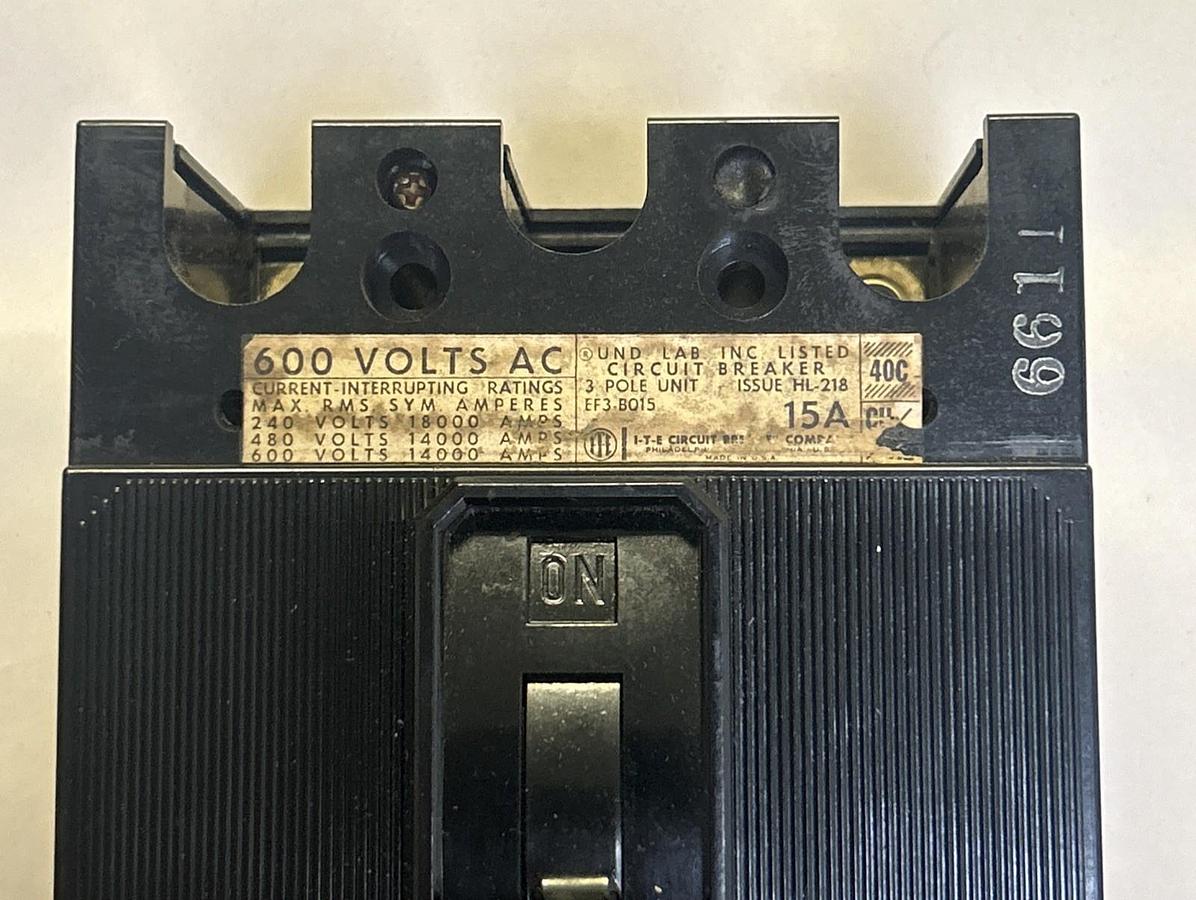 600 VOLTS AC
CURRENT-INTERRUPTING RATINGS
MAX. RMS. SYM. AMPERES
240 VOLTS 18000 AMPS
480 VOLTS 14000 AMPS
600 VOLTS 14000 AMPS
UND LAB INC LISTED
CIRCUIT BREAKER
3 POLE UNIT ISSUE HL-218
EF3-B015
15A
ITE
I-T-E CIRCUIT
MADE IN U.S.A.
40C
6611
ON